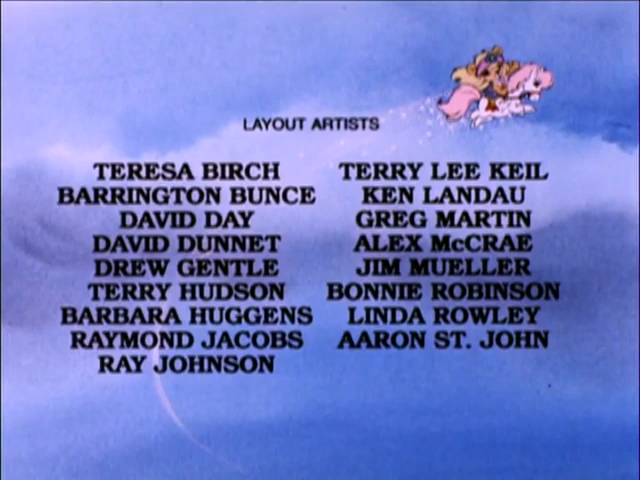 LAYOUT ARTISTS
TERESA BIRCH
BARRINGTON BUNCE
DAVID DAY
DAVID DUNNET
DREW GENTLE
TERRY HUDSON
BARBARA HUGGENS
RAYMOND JACOBS
RAY JOHNSON
TERRY LEE KEIL
KEN LANDAU
GREG MARTIN
ALEX McCRAE
JIM MUELLER
BONNIE ROBINSON
LINDA ROWLEY
AARON ST. JOHN